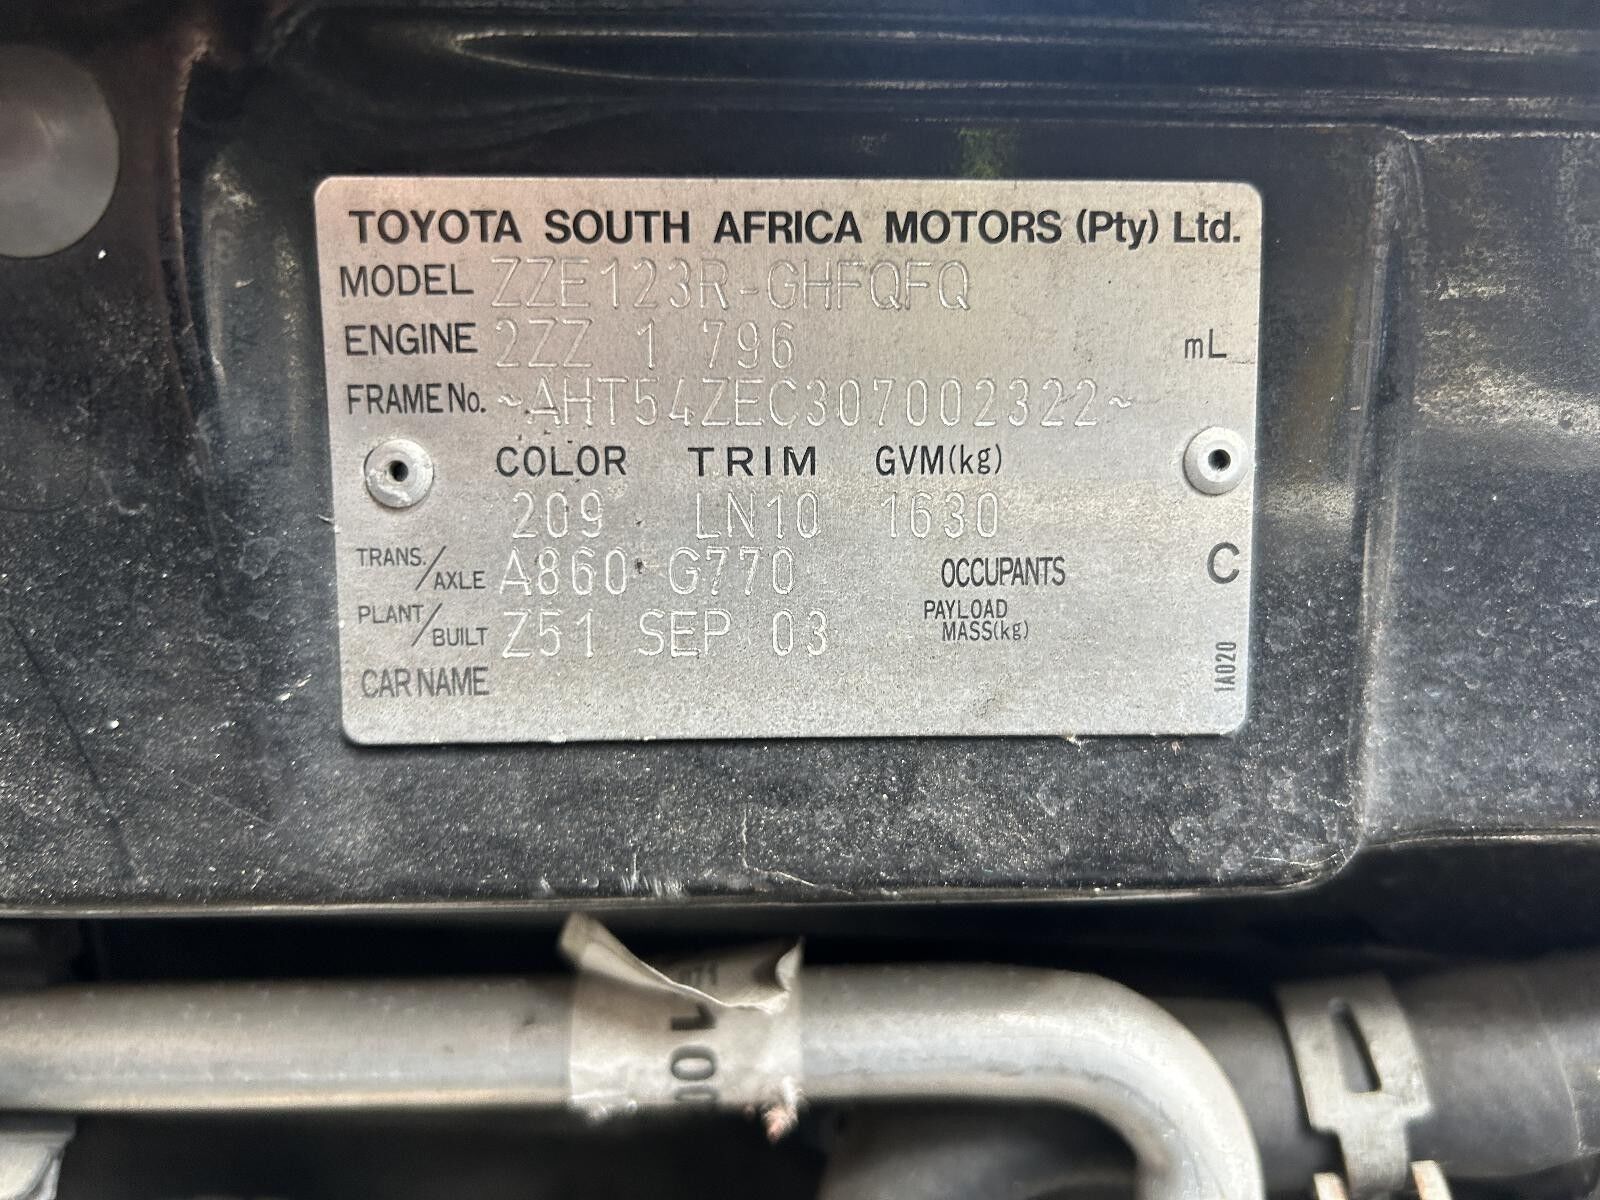 TOYOTA SOUTH AFRICA MOTORS (Pty) Ltd.
MODEL ZZE123R-GHFQFQ
ENGINE 2ZZ 1 796 mL
FRAME No. ~AHT54ZEC307002322~
COLOR TRIM GVM(kg)
209 LN10 1630
TRANS./AXLE A860 G770 OCCUPANTS C
PLANT/BUILT Z51 SEP 03 PAYLOAD MASS(kg)
CAR NAME
1A020